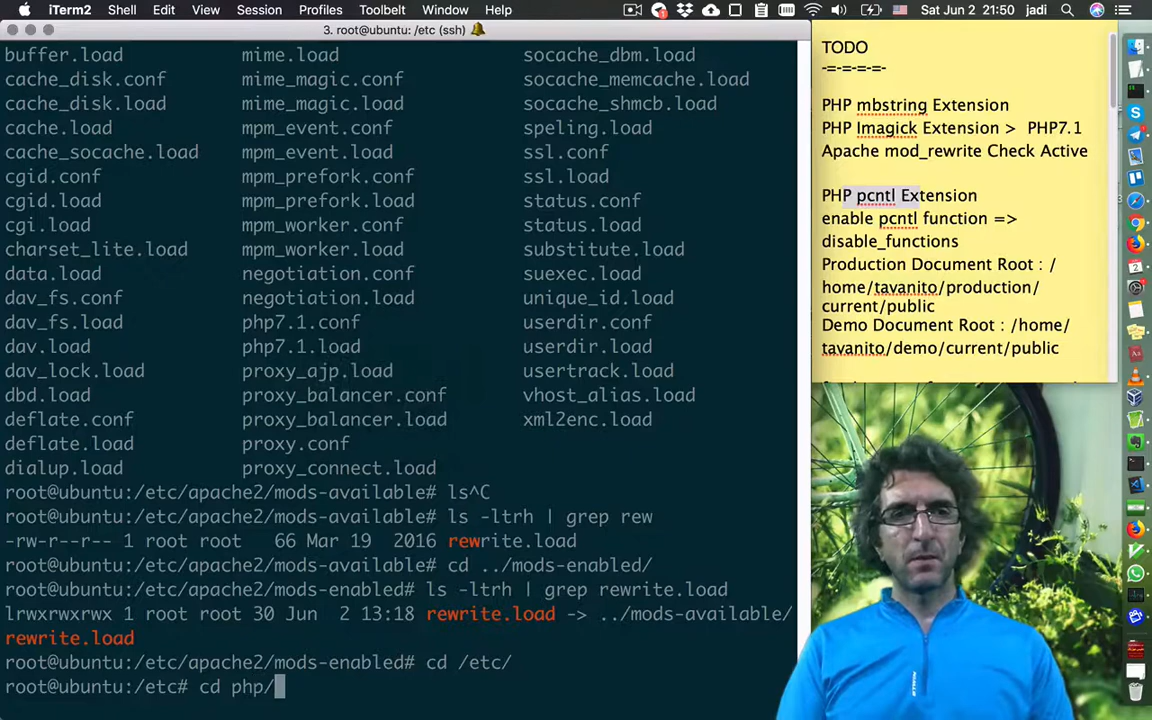 iTerm2 Shell Edit View Session Profiles Toolbelt Window Help Sat Jun 2 21:50 jadi
3. root@ubuntu: /etc (ssh)
buffer.load mime.load socache_dbm.load
cache_disk.conf mime_magic.conf socache_memcache.load
cache_disk.load mime_magic.load socache_shmcb.load
cache.load mpm_event.conf speling.load
cache_socache.load mpm_event.load ssl.conf
cgid.conf mpm_prefork.conf ssl.load
cgid.load mpm_prefork.load status.conf
cgi.load mpm_worker.conf status.load
charset_lite.load mpm_worker.load substitute.load
data.load negotiation.conf suexec.load
dav_fs.conf negotiation.load unique_id.load
dav_fs.load php7.1.conf userdir.conf
dav.load php7.1.load userdir.load
dav_lock.load proxy_ajp.load usertrack.load
dbd.load proxy_balancer.conf vhost_alias.load
deflate.conf proxy_balancer.load xml2enc.load
deflate.load proxy.conf
dialup.load proxy_connect.load
root@ubuntu:/etc/apache2/mods-available# ls^C
root@ubuntu:/etc/apache2/mods-available# ls -ltrh | grep rew
-rw-r--r-- 1 root root 66 Mar 19 2016 rewrite.load
root@ubuntu:/etc/apache2/mods-available# cd ../mods-enabled/
root@ubuntu:/etc/apache2/mods-enabled# ls -ltrh | grep rewrite.load
lrwxrwxrwx 1 root root 30 Jun 2 13:18 rewrite.load -> ../mods-available/
rewrite.load
root@ubuntu:/etc/apache2/mods-enabled# cd /etc/
root@ubuntu:/etc# cd php/
TODO
-=-=-=-=-
PHP mbstring Extension
PHP Imagick Extension > PHP7.1
Apache mod_rewrite Check Active
PHP pcntl Extension
enable pcntl function =>
disable_functions
Production Document Root : /
home/tavanito/production/
current/public
Demo Document Root : /home/
tavanito/demo/current/public